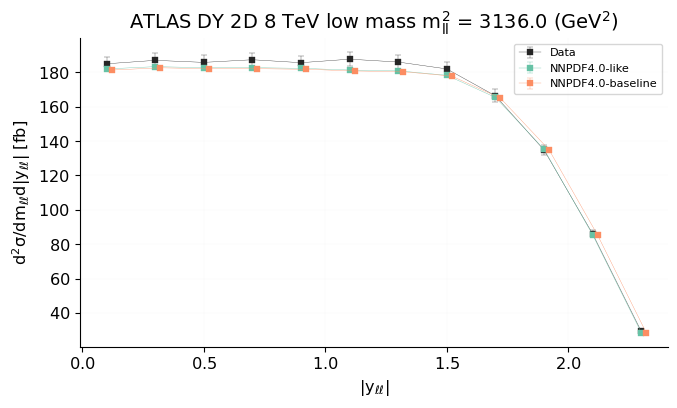 ATLAS DY 2D 8 TeV low mass m²ll = 3136.0 (GeV²)
Data
NNPDF4.0-like
NNPDF4.0-baseline
d²σ/dmℓℓd|yℓℓ| [fb]
180
160
140
120
100
80
60
40
0.0 0.5 1.0 1.5 2.0
|yℓℓ|